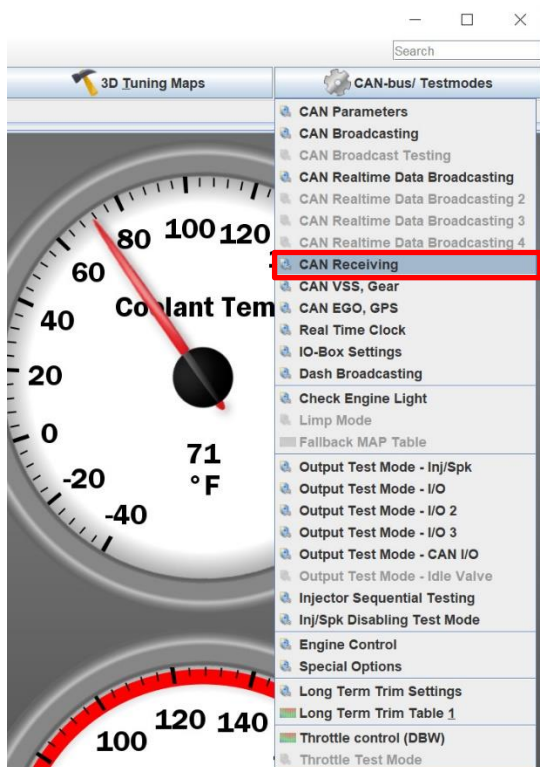 Search
3D Tuning Maps
CAN-bus/ Testmodes
CAN Parameters
CAN Broadcasting
CAN Broadcast Testing
CAN Realtime Data Broadcasting
CAN Realtime Data Broadcasting 2
CAN Realtime Data Broadcasting 3
CAN Realtime Data Broadcasting 4
CAN Receiving
CAN VSS, Gear
CAN EGO, GPS
Real Time Clock
IO-Box Settings
Dash Broadcasting
Check Engine Light
Limp Mode
Fallback MAP Table
Output Test Mode - Inj/Spk
Output Test Mode - I/O
Output Test Mode - I/O 2
Output Test Mode - I/O 3
Output Test Mode - CAN I/O
Output Test Mode - Idle Valve
Injector Sequential Testing
Inj/Spk Disabling Test Mode
Engine Control
Special Options
Long Term Trim Settings
Long Term Trim Table 1
Throttle control (DBW)
Throttle Test Mode
80 100 120
60
Coolant Tem
40
20
0
71
-20 °F
-40
120 140
100